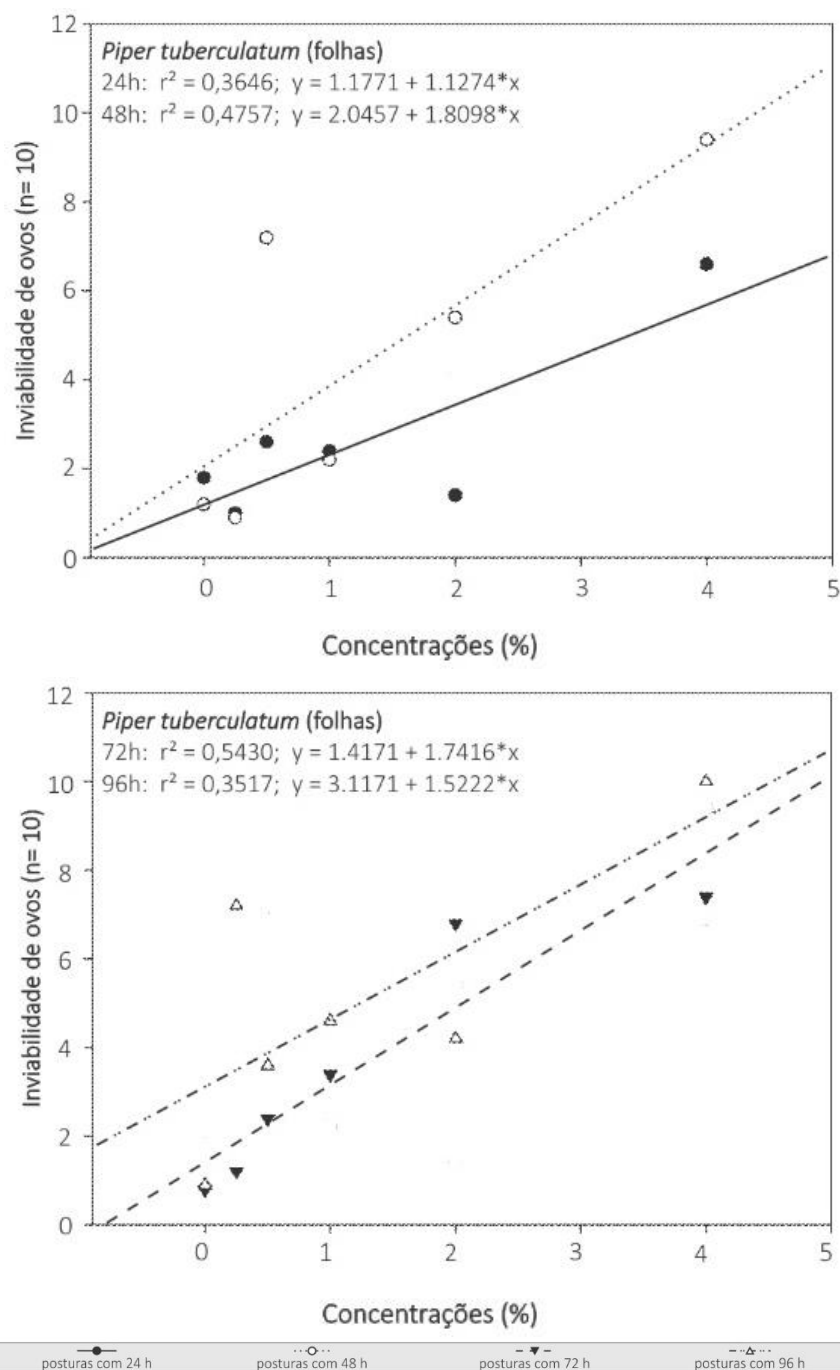 12
Piper tuberculatum (folhas)
24h: r² = 0,3646; y = 1.1771 + 1.1274*x
48h: r² = 0,4757; y = 2.0457 + 1.8098*x
10
8
6
4
2
0
Inviabilidade de ovos (n= 10)
0 1 2 3 4 5
Concentrações (%)
12
Piper tuberculatum (folhas)
72h: r² = 0,5430; y = 1.4171 + 1.7416*x
96h: r² = 0,3517; y = 3.1171 + 1.5222*x
10
8
6
4
2
0
Inviabilidade de ovos (n= 10)
0 1 2 3 4 5
Concentrações (%)
posturas com 24 h posturas com 48 h posturas com 72 h posturas com 96 h